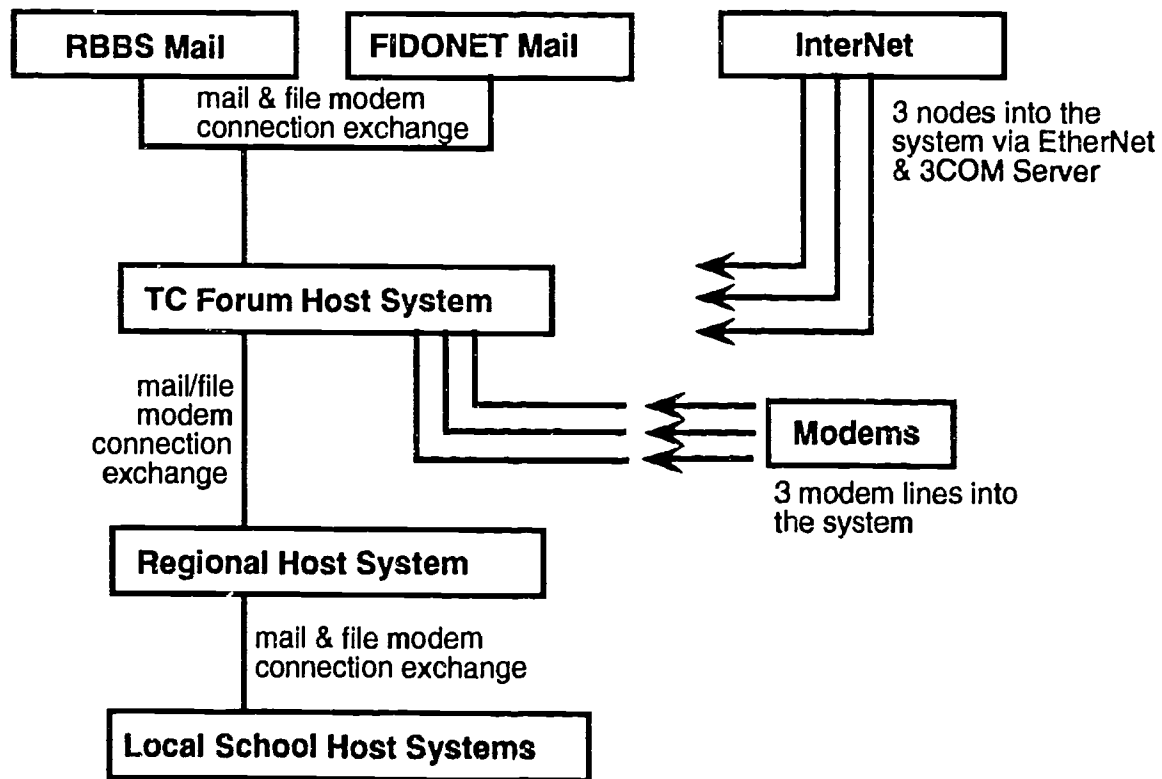 RBBS Mail
FIDONET Mail
InterNet
mail & file modem
connection exchange
3 nodes into the
system via EtherNet
& 3COM Server
TC Forum Host System
mail/file
modem
connection
exchange
Modems
3 modem lines into
the system
Regional Host System
mail & file modem
connection exchange
Local School Host Systems